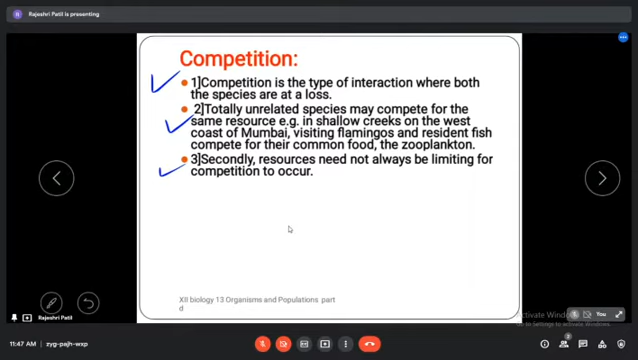 R Rajeshri Patil is presenting
Competition:
1]Competition is the type of interaction where both
the species are at a loss.
2]Totally unrelated species may compete for the
same resource e.g. in shallow creeks on the west
coast of Mumbai, visiting flamingos and resident fish
compete for their common food, the zooplankton.
3]Secondly, resources need not always be limiting for
competition to occur.
XII biology 13 Organisms and Populations part
d
Activate Windows
Go to Settings to activate Windows.
You
Rajeshri Patil
11:47 AM
zyg-pajh-wxp
2